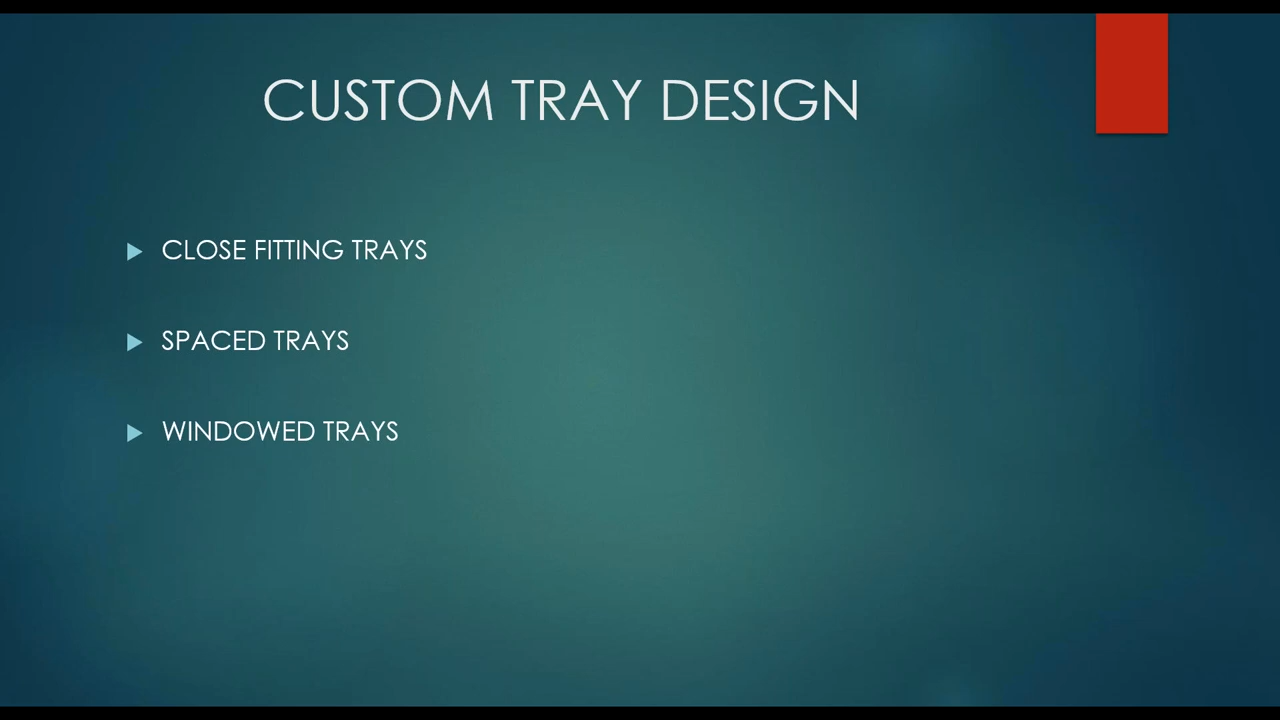 CUSTOM TRAY DESIGN
CLOSE FITTING TRAYS
SPACED TRAYS
WINDOWED TRAYS